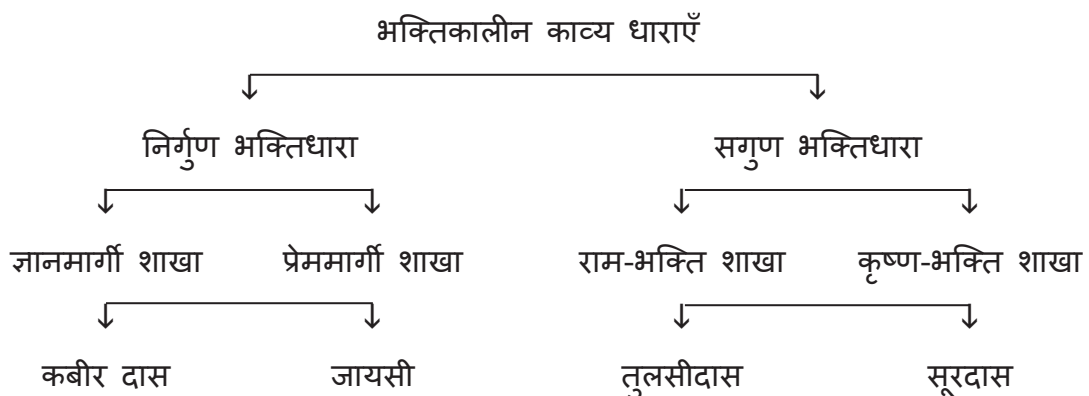 भक्तिकालीन काव्य धाराएँ
निर्गुण भक्तिधारा सगुण भक्तिधारा
ज्ञानमार्गी शाखा प्रेममार्गी शाखा राम-भक्ति शाखा कृष्ण-भक्ति शाखा
कबीर दास जायसी तुलसीदास सूरदास